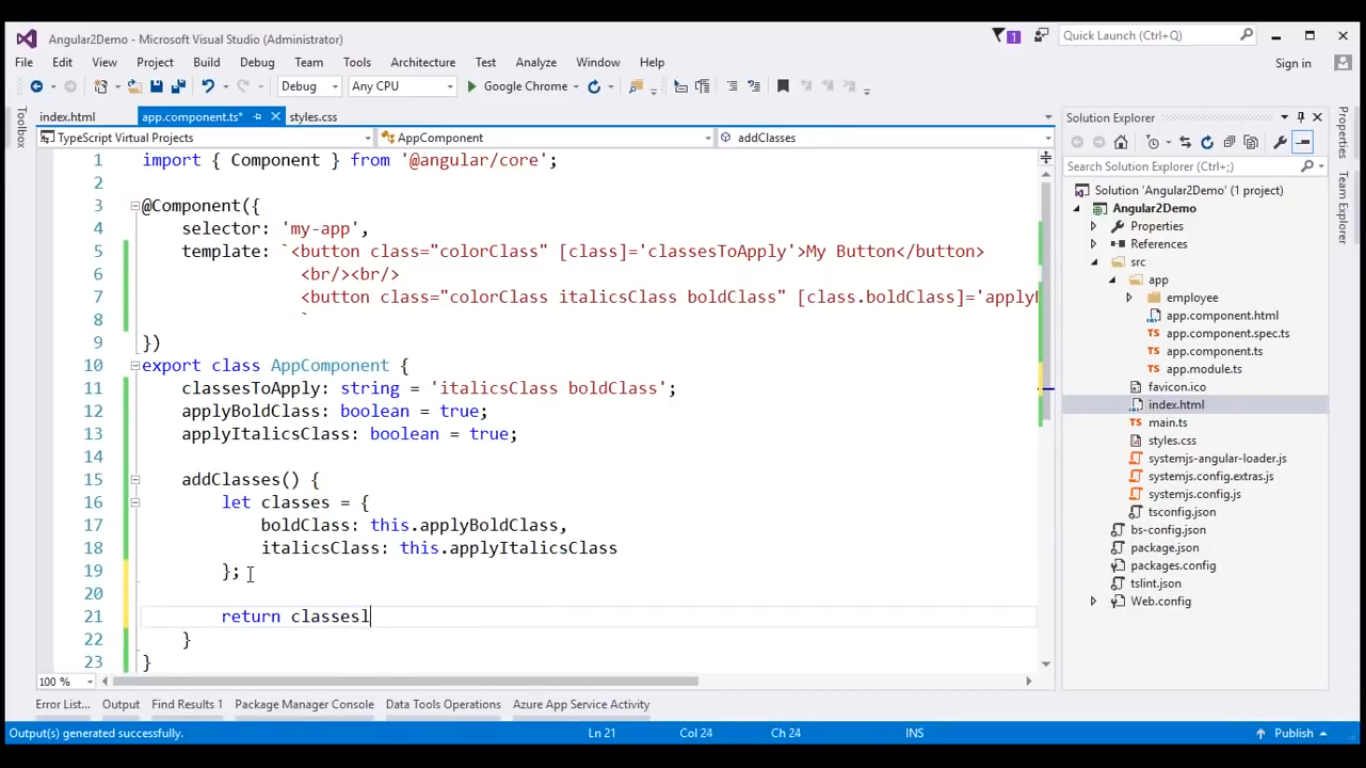 Angular2Demo - Microsoft Visual Studio (Administrator)
1
Quick Launch (Ctrl+Q)
File Edit View Project Build Debug Team Tools Architecture Test Analyze Window Help
Sign in
Debug Any CPU Google Chrome
Toolbox
index.html app.component.ts* styles.css
TypeScript Virtual Projects AppComponent addClasses
1 import { Component } from '@angular/core';
2
3 @Component({
4 selector: 'my-app',
5 template: `<button class="colorClass" [class]='classesToApply'>My Button</button>
6 <br/><br/>
7 <button class="colorClass italicsClass boldClass" [class.boldClass]='apply
8 `
9 })
10 export class AppComponent {
11 classesToApply: string = 'italicsClass boldClass';
12 applyBoldClass: boolean = true;
13 applyItalicsClass: boolean = true;
14
15 addClasses() {
16 let classes = {
17 boldClass: this.applyBoldClass,
18 italicsClass: this.applyItalicsClass
19 };
20
21 return classesl
22 }
23 }
100 %
Solution Explorer
Search Solution Explorer (Ctrl+;)
Solution 'Angular2Demo' (1 project)
Angular2Demo
Properties
References
src
app
employee
app.component.html
app.component.spec.ts
app.component.ts
app.module.ts
favicon.ico
index.html
main.ts
styles.css
systemjs-angular-loader.js
systemjs.config.extras.js
systemjs.config.js
tsconfig.json
bs-config.json
package.json
packages.config
tslint.json
Web.config
Properties
Team Explorer
Error List... Output Find Results 1 Package Manager Console Data Tools Operations Azure App Service Activity
Output(s) generated successfully. Ln 21 Col 24 Ch 24 INS Publish